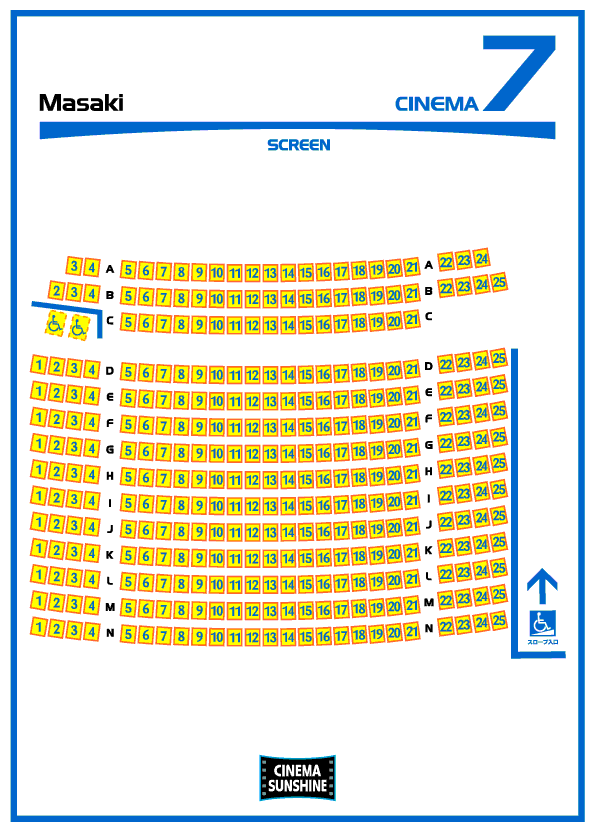 Masaki
CINEMA 7
SCREEN
3 4 A 5 6 7 8 9 10 11 12 13 14 15 16 17 18 19 20 21 A 22 23 24
2 3 4 B 5 6 7 8 9 10 11 12 13 14 15 16 17 18 19 20 21 B 22 23 24 25
C 5 6 7 8 9 10 11 12 13 14 15 16 17 18 19 20 21 C
1 2 3 4 D 5 6 7 8 9 10 11 12 13 14 15 16 17 18 19 20 21 D 22 23 24 25
1 2 3 4 E 5 6 7 8 9 10 11 12 13 14 15 16 17 18 19 20 21 E 22 23 24 25
1 2 3 4 F 5 6 7 8 9 10 11 12 13 14 15 16 17 18 19 20 21 F 22 23 24 25
1 2 3 4 G 5 6 7 8 9 10 11 12 13 14 15 16 17 18 19 20 21 G 22 23 24 25
1 2 3 4 H 5 6 7 8 9 10 11 12 13 14 15 16 17 18 19 20 21 H 22 23 24 25
1 2 3 4 I 5 6 7 8 9 10 11 12 13 14 15 16 17 18 19 20 21 I 22 23 24 25
1 2 3 4 J 5 6 7 8 9 10 11 12 13 14 15 16 17 18 19 20 21 J 22 23 24 25
1 2 3 4 K 5 6 7 8 9 10 11 12 13 14 15 16 17 18 19 20 21 K 22 23 24 25
1 2 3 4 L 5 6 7 8 9 10 11 12 13 14 15 16 17 18 19 20 21 L 22 23 24 25
1 2 3 4 M 5 6 7 8 9 10 11 12 13 14 15 16 17 18 19 20 21 M 22 23 24 25
1 2 3 4 N 5 6 7 8 9 10 11 12 13 14 15 16 17 18 19 20 21 N 22 23 24 25
スロープ入口
CINEMA
SUNSHINE